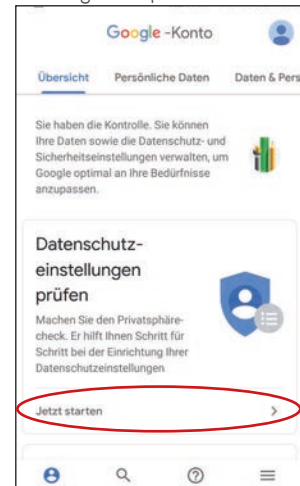 Google -Konto
Übersicht Persönliche Daten Daten & Pers
Sie haben die Kontrolle. Sie können
Ihre Daten sowie die Datenschutz- und
Sicherheitseinstellungen verwalten, um
Google optimal an Ihre Bedürfnisse
anzupassen.
Datenschutz-
einstellungen
prüfen
Machen Sie den Privatsphäre-
check. Er hilft Ihnen Schritt für
Schritt bei der Einrichtung Ihrer
Datenschutzeinstellungen
Jetzt starten